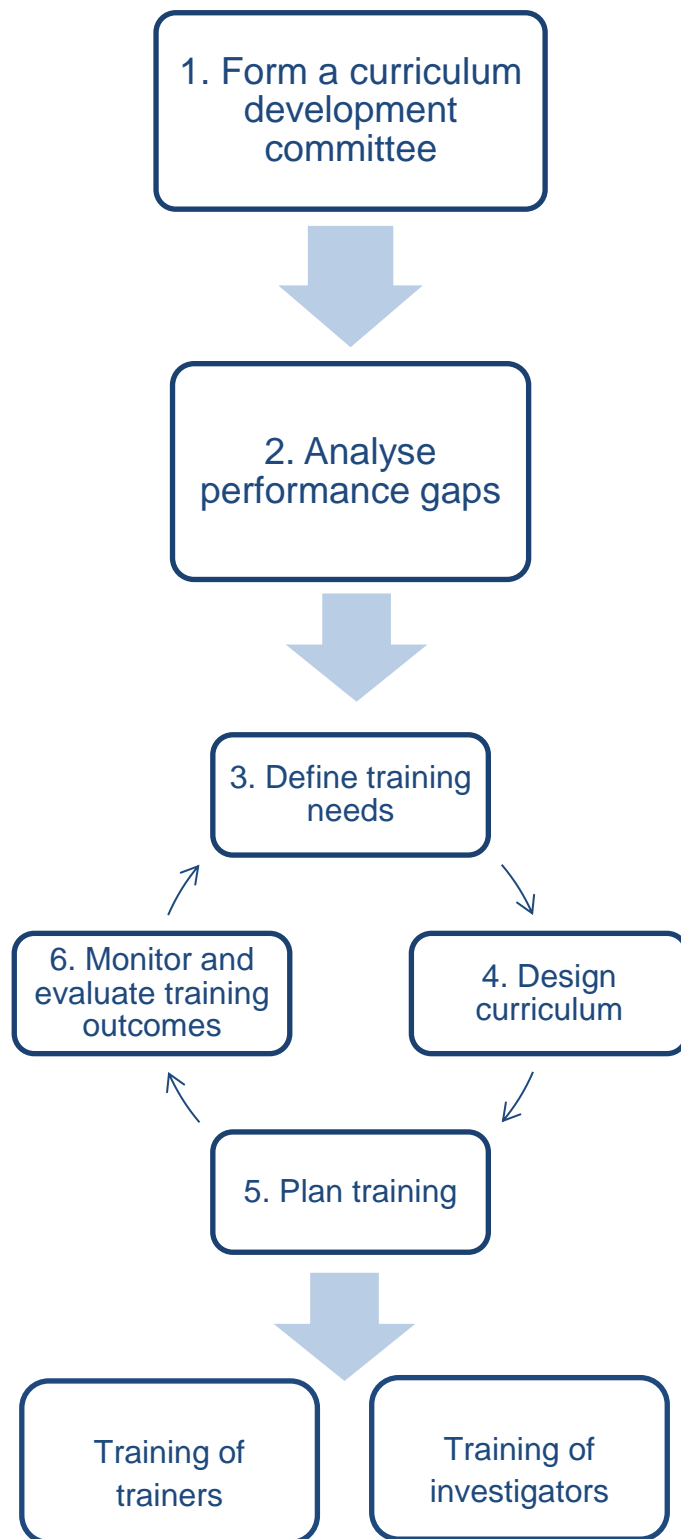 1. Form a curriculum
development
committee
2. Analyse
performance gaps
3. Define training
needs
6. Monitor and
evaluate training
outcomes
4. Design
curriculum
5. Plan training
Training of
trainers
Training of
investigators